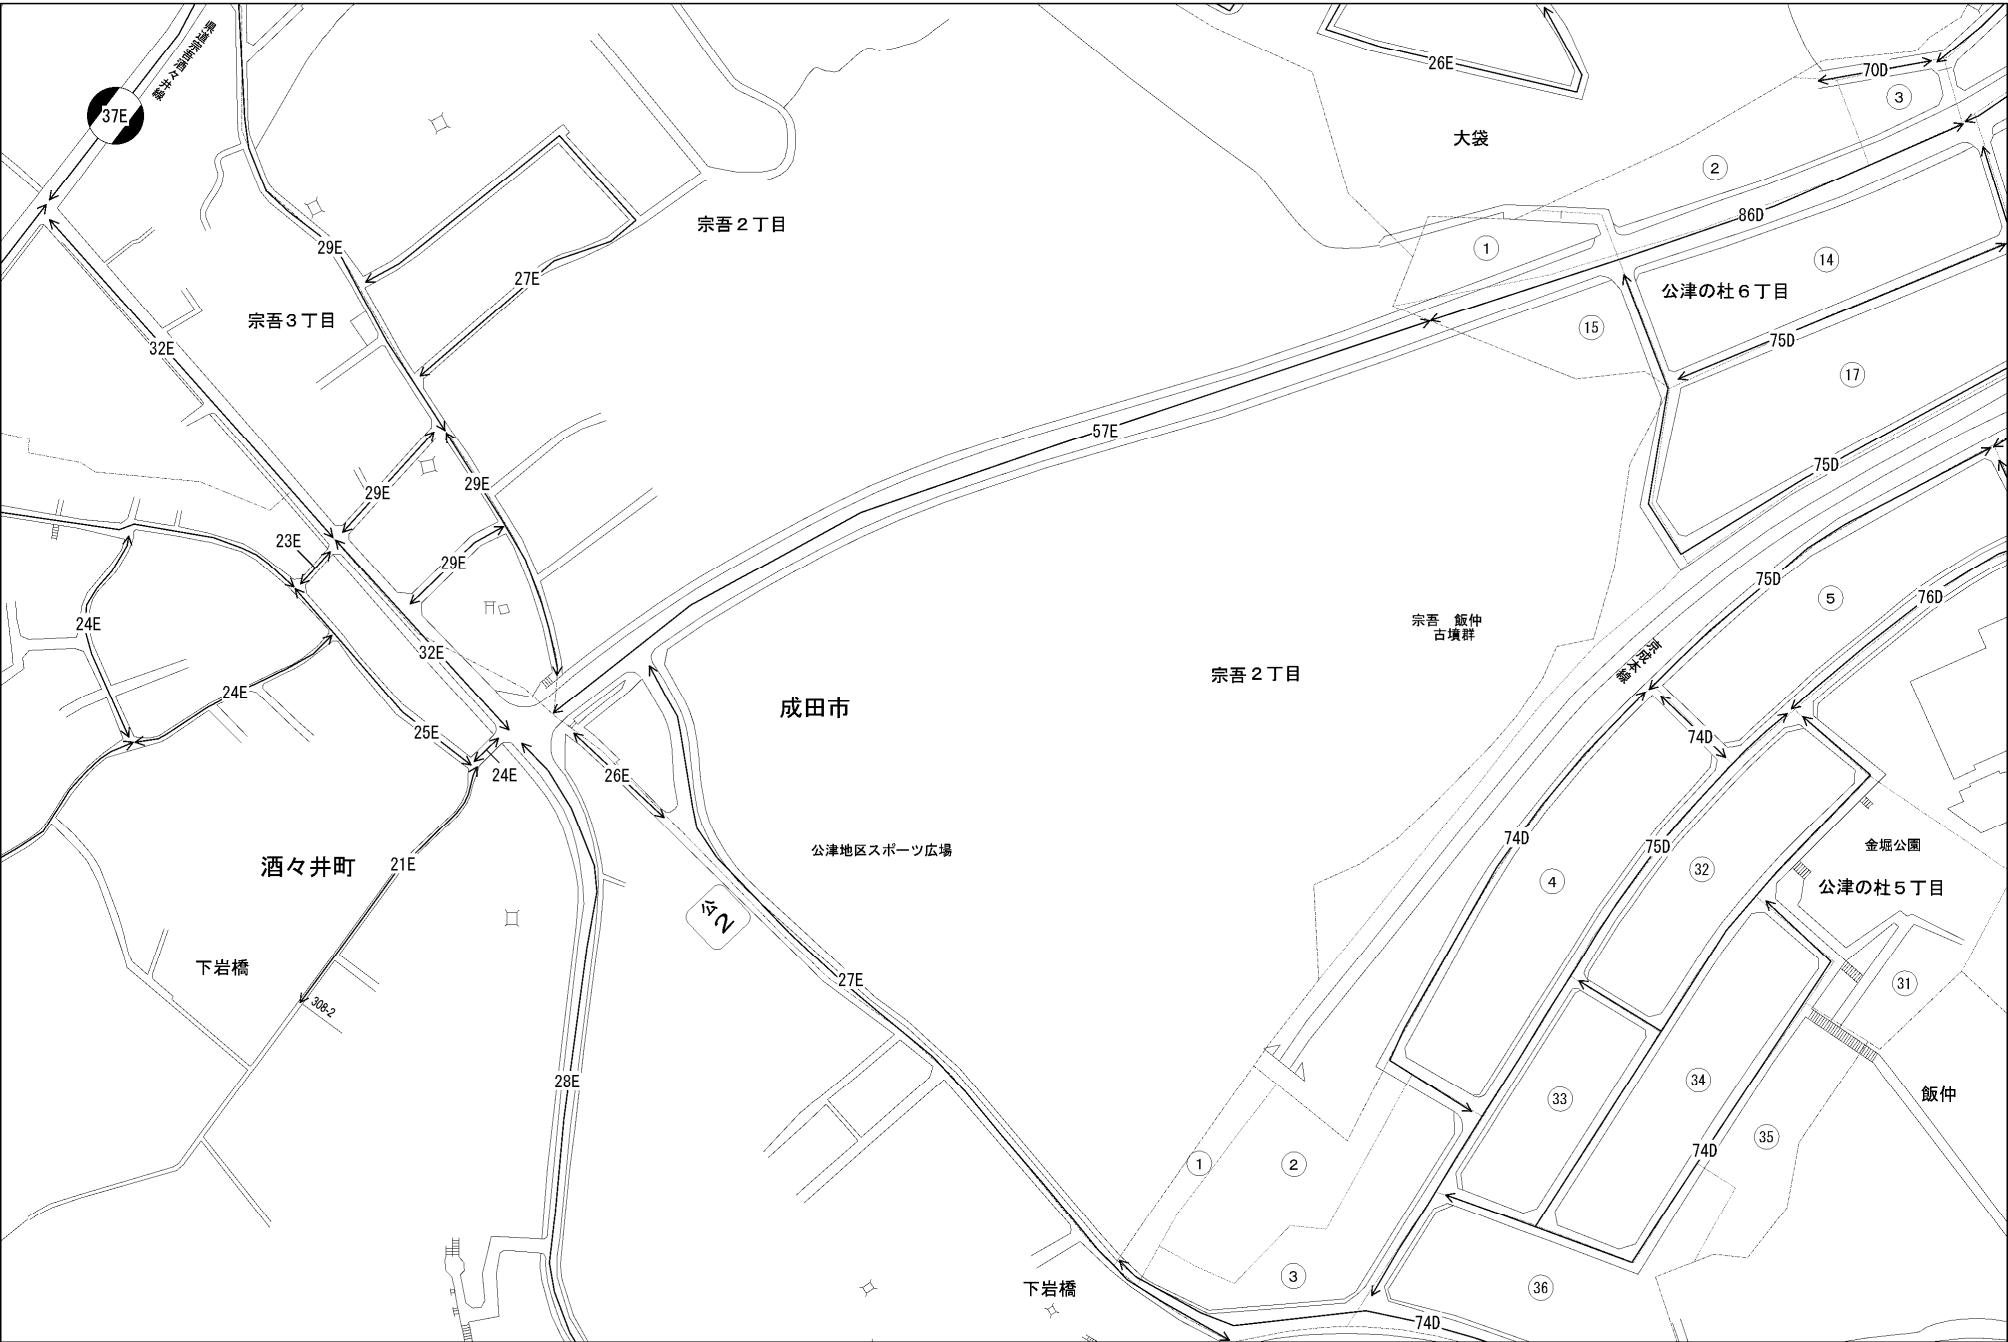 県道宗吾酒々井線
37E
26E
70D
3
大袋
2
宗吾２丁目
86D
29E
1
14
27E
公津の杜６丁目
宗吾３丁目
15
75D
32E
17
57E
75D
29E
29E
23E
29E
75D
5
76D
24E
宗吾　飯仲
古墳群
32E
京成本線
宗吾２丁目
24E
成田市
25E
74D
24E
26E
74D
75D
金堀公園
公津地区スポーツ広場
酒々井町
21E
32
4
公津の杜５丁目
公2
下岩橋
27E
31
308-2
28E
34
33
飯仲
35
74D
1
2
3
下岩橋
36
74D